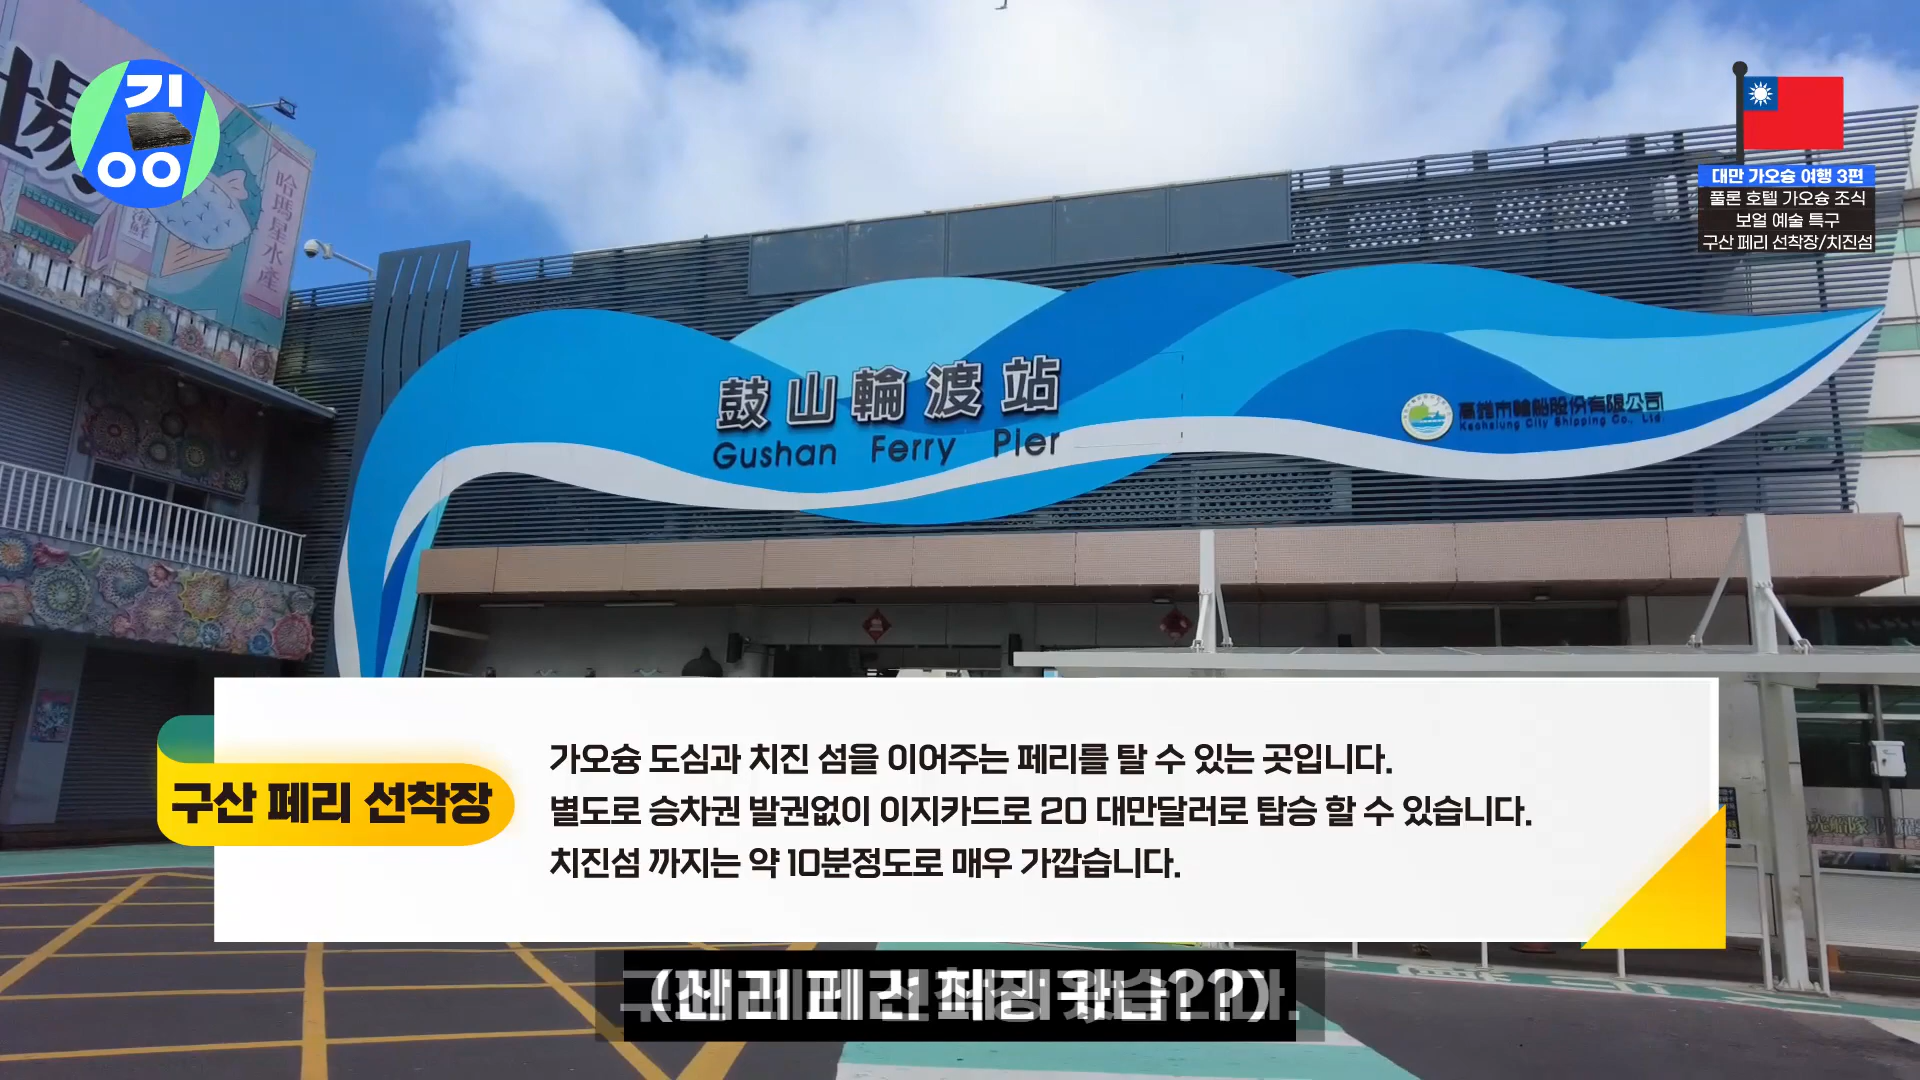 기
ㅇㅇ
場
海鮮
哈瑪星水產
대만 가오슝 여행 3편
풀론 호텔 가오슝 조식
보얼 예술 특구
구산 페리 선착장/치진섬
鼓山輪渡站
Gushan Ferry Pier
高雄市輪船股份有限公司
Kaohsiung City Shipping Co., Ltd.
구산 페리 선착장
가오슝 도심과 치진 섬을 이어주는 페리를 탈 수 있는 곳입니다.
별도로 승차권 발권없이 이지카드로 20 대만달러로 탑승 할 수 있습니다.
치진섬 까지는 약 10분정도로 매우 가깝습니다.